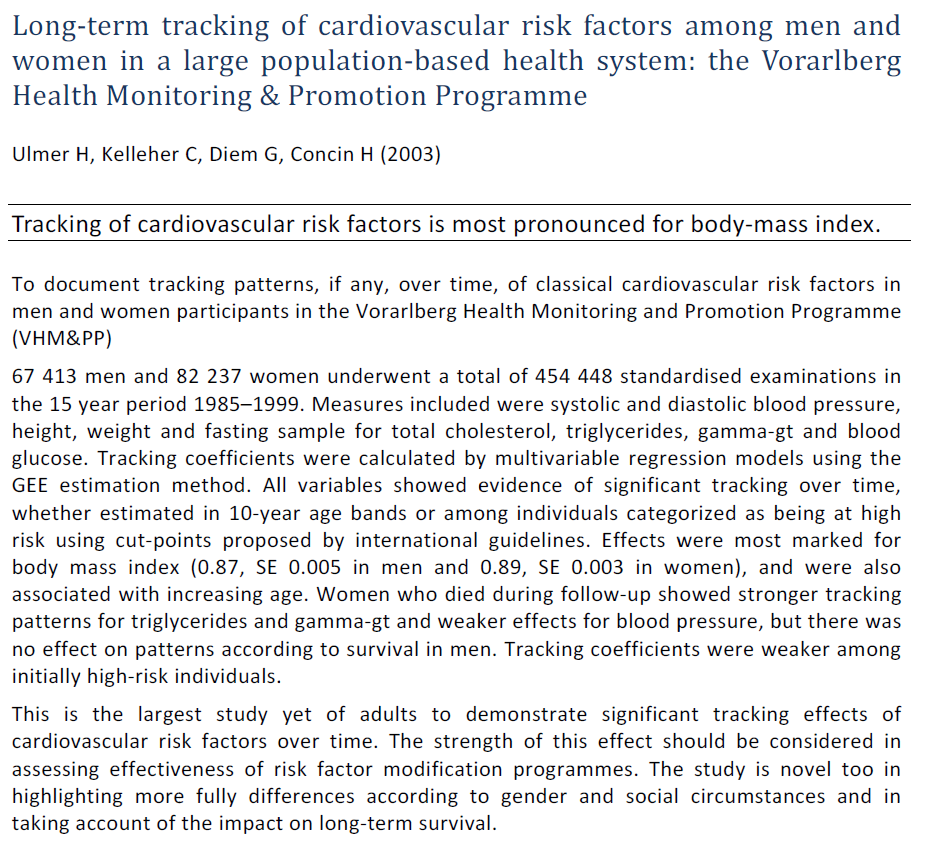 Long-term tracking of cardiovascular risk factors among men and
women in a large population-based health system: the Vorarlberg
Health Monitoring & Promotion Programme
Ulmer H, Kelleher C, Diem G, Concin H (2003)
Tracking of cardiovascular risk factors is most pronounced for body-mass index.
To document tracking patterns, if any, over time, of classical cardiovascular risk factors in
men and women participants in the Vorarlberg Health Monitoring and Promotion Programme
(VHM&PP)
67 413 men and 82 237 women underwent a total of 454 448 standardised examinations in
the 15 year period 1985–1999. Measures included were systolic and diastolic blood pressure,
height, weight and fasting sample for total cholesterol, triglycerides, gamma-gt and blood
glucose. Tracking coefficients were calculated by multivariable regression models using the
GEE estimation method. All variables showed evidence of significant tracking over time,
whether estimated in 10-year age bands or among individuals categorized as being at high
risk using cut-points proposed by international guidelines. Effects were most marked for
body mass index (0.87, SE 0.005 in men and 0.89, SE 0.003 in women), and were also
associated with increasing age. Women who died during follow-up showed stronger tracking
patterns for triglycerides and gamma-gt and weaker effects for blood pressure, but there was
no effect on patterns according to survival in men. Tracking coefficients were weaker among
initially high-risk individuals.
This is the largest study yet of adults to demonstrate significant tracking effects of
cardiovascular risk factors over time. The strength of this effect should be considered in
assessing effectiveness of risk factor modification programmes. The study is novel too in
highlighting more fully differences according to gender and social circumstances and in
taking account of the impact on long-term survival.